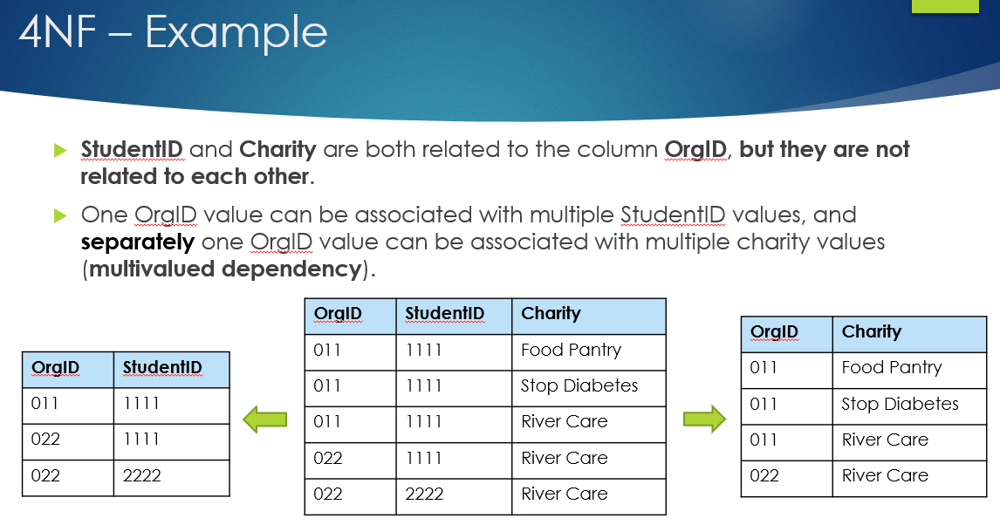 4NF – Example
StudentID and Charity are both related to the column OrgID, but they are not
related to each other.
One OrgID value can be associated with multiple StudentID values, and
separately one OrgID value can be associated with multiple charity values
(multivalued dependency).
OrgID StudentID
011 1111
022 1111
022 2222
OrgID StudentID Charity
011 1111 Food Pantry
011 1111 Stop Diabetes
011 1111 River Care
022 1111 River Care
022 2222 River Care
OrgID Charity
011 Food Pantry
011 Stop Diabetes
011 River Care
022 River Care